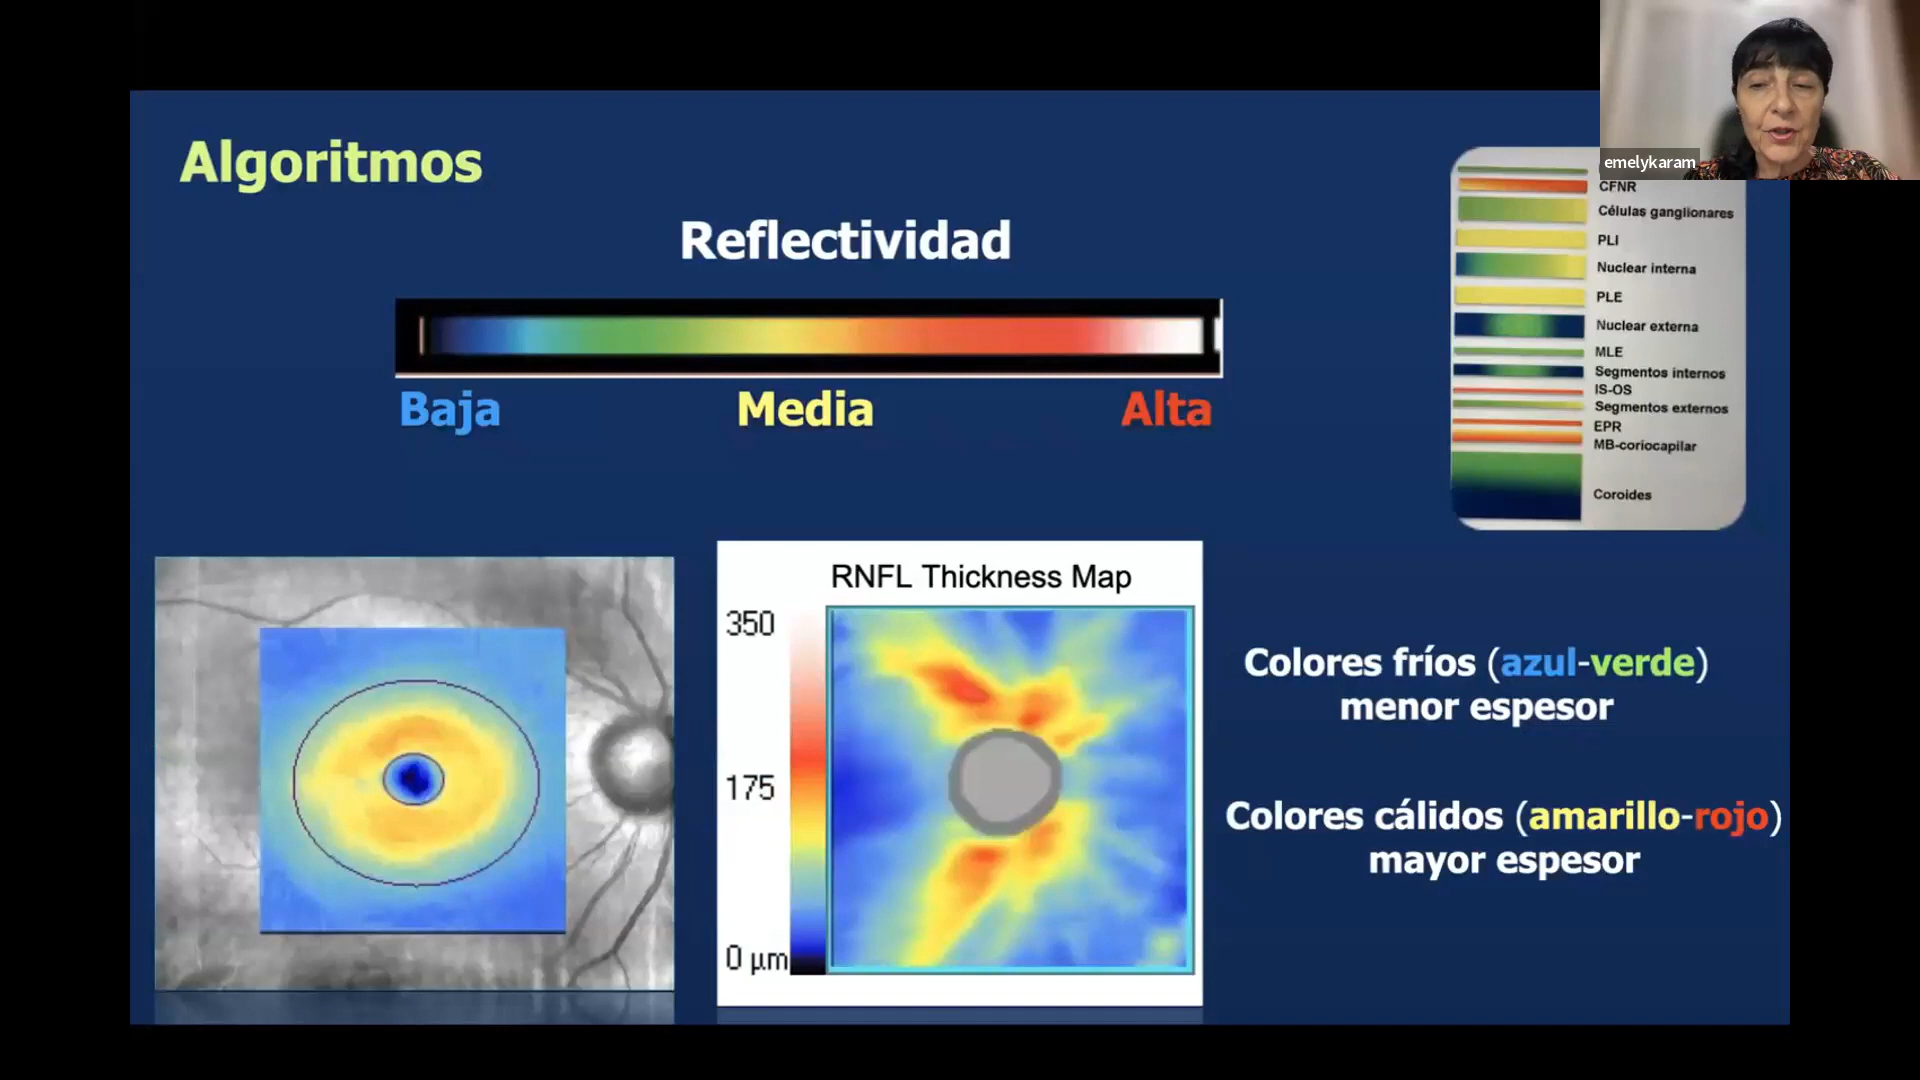 emelykaram
Algoritmos
Reflectividad
Baja
Media
Alta
CFNR
Células ganglionares
PLI
Nuclear interna
PLE
Nuclear externa
MLE
Segmentos internos
IS-OS
Segmentos externos
EPR
MB-coriocapilar
Coroides
RNFL Thickness Map
350
175
0 µm
Colores fríos (azul-verde)
menor espesor
Colores cálidos (amarillo-rojo)
mayor espesor